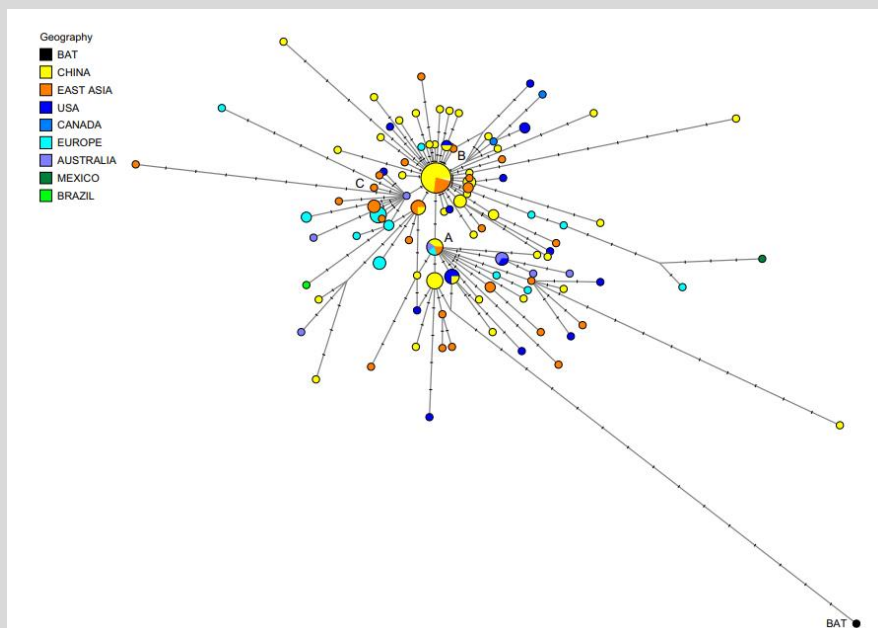 Geography
BAT
CHINA
EAST ASIA
USA
CANADA
EUROPE
AUSTRALIA
MEXICO
BRAZIL
B
C
A
BAT